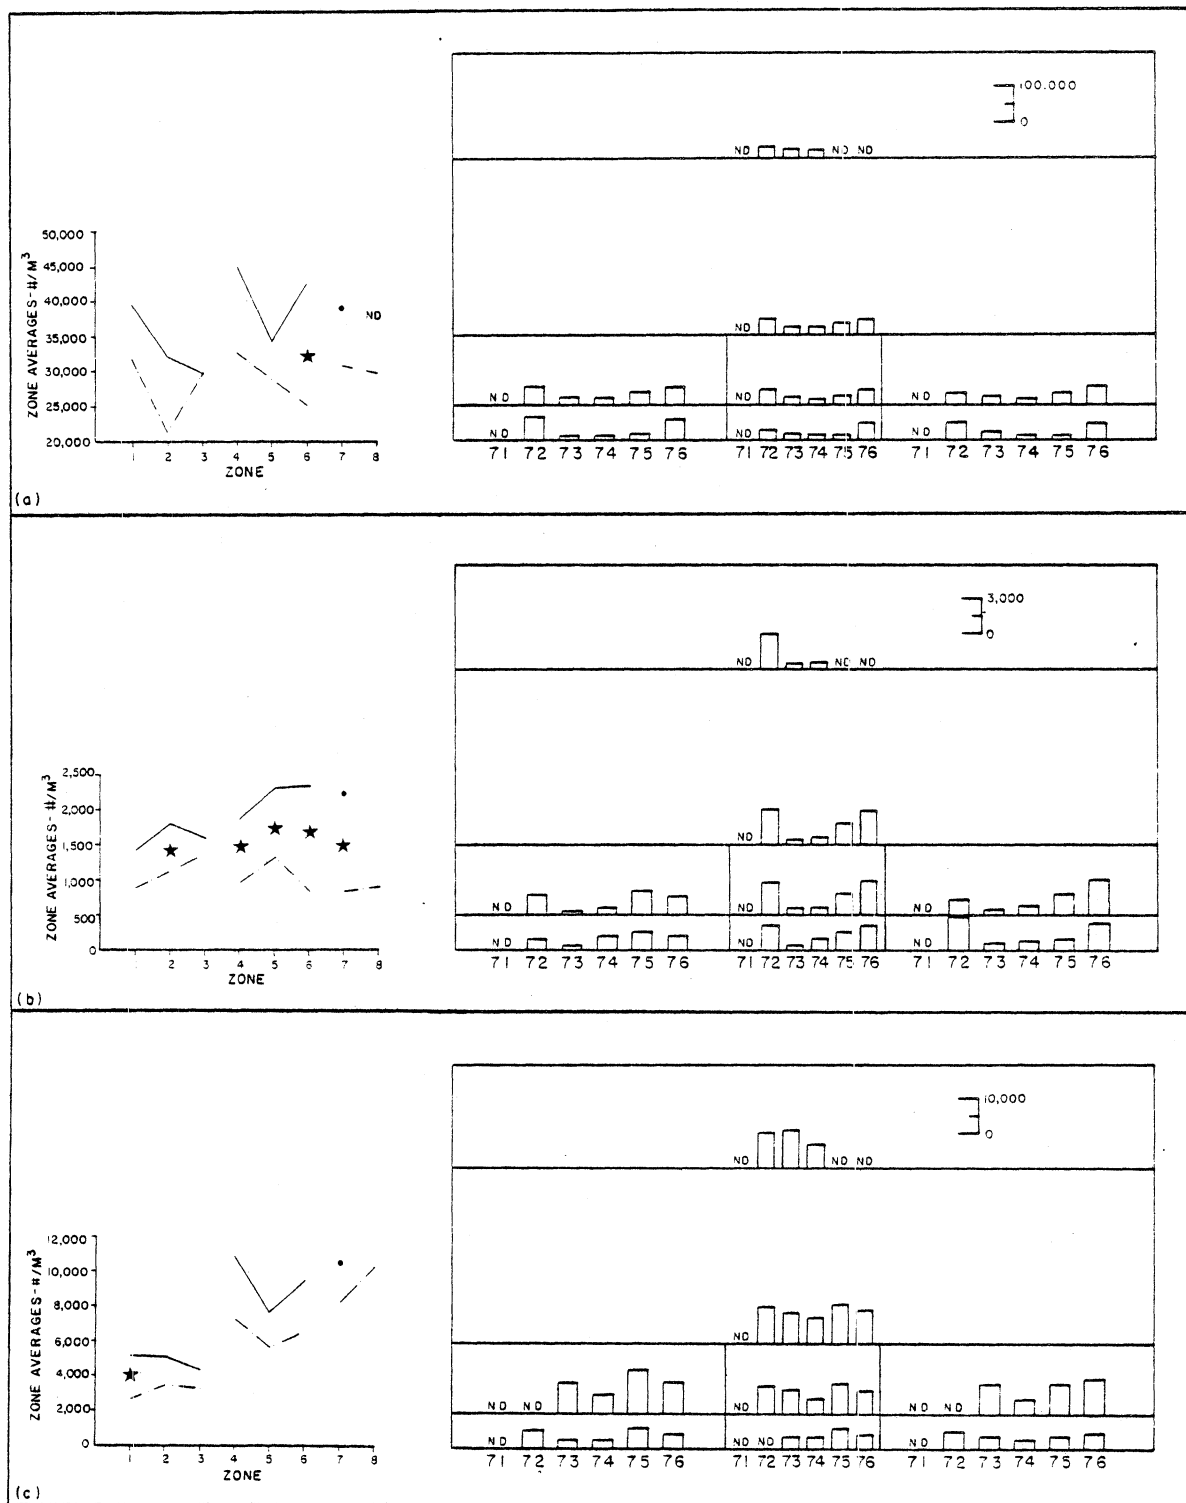 100.000
0
ND ND ND
50,000
45,000
40,000
35,000
30,000
25,000
20,000
ZONE AVERAGES-#/M³
ND
1 2 3 4 5 6 7 8
ZONE
ND
ND ND ND
ND ND ND
71 72 73 74 75 76 71 72 73 74 75 76 71 72 73 74 75 76
(a)
3,000
0
ND ND ND
2,500
2,000
1,500
1,000
500
0
ZONE AVERAGES-#/M³
1 2 3 4 5 6 7 8
ZONE
ND
ND ND ND
ND ND ND
71 72 73 74 75 76 71 72 73 74 75 76 71 72 73 74 75 76
(b)
10,000
0
ND ND ND
12,000
10,000
8,000
6,000
4,000
2,000
0
ZONE AVERAGES-#/M³
1 2 3 4 5 6 7 8
ZONE
ND
ND ND ND ND ND
ND ND ND ND
71 72 73 74 75 76 71 72 73 74 75 76 71 72 73 74 75 76
(c)